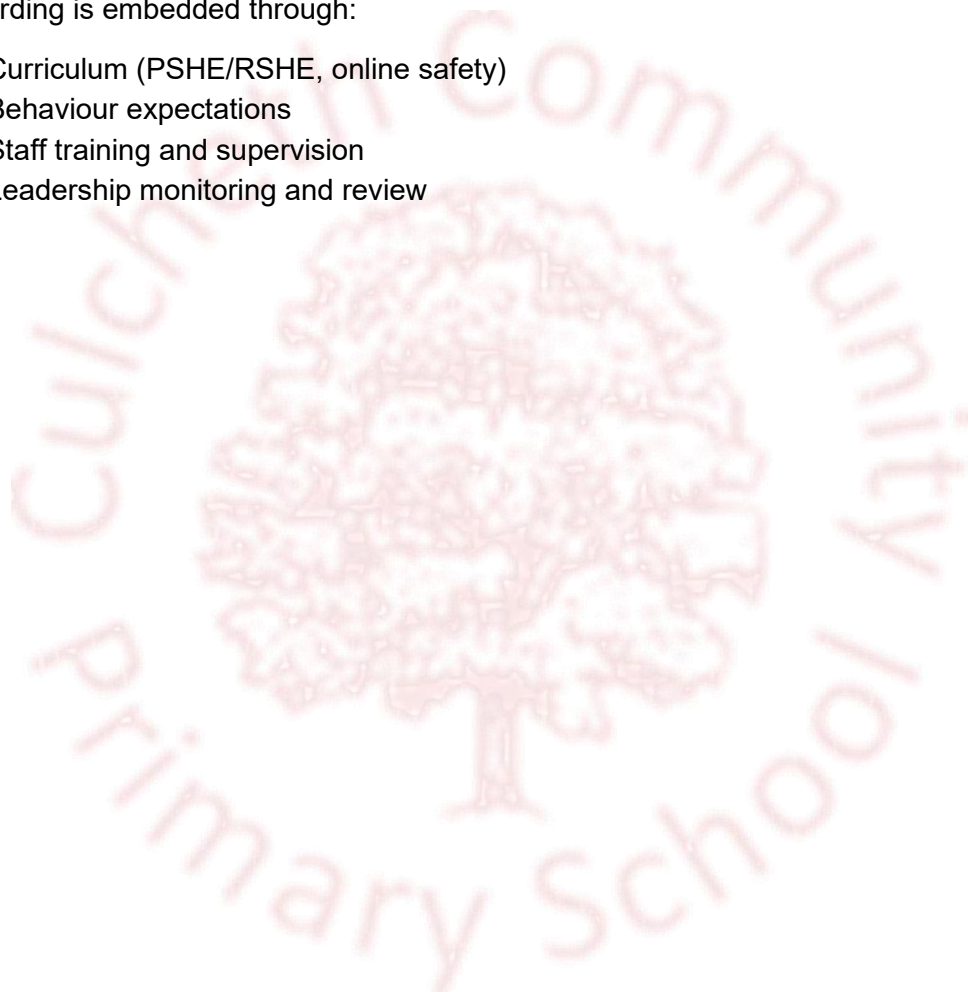 rding is embedded through:
Curriculum (PSHE/RSHE, online safety)
Behaviour expectations
Staff training and supervision
Leadership monitoring and review
Culcheth Community
Primary School